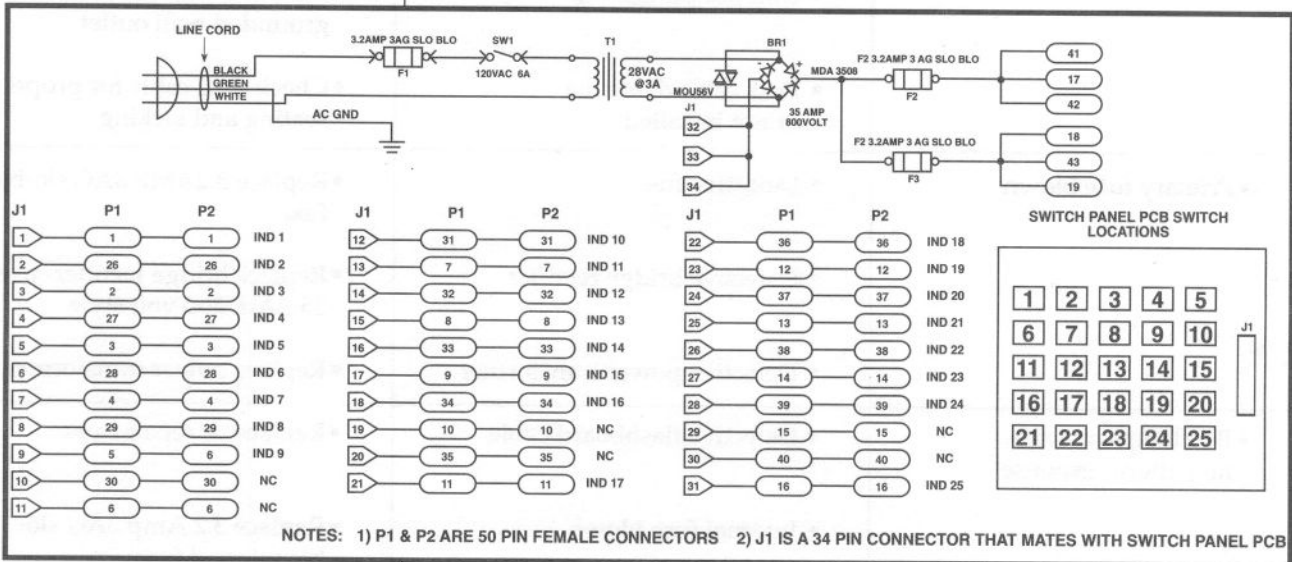 LINE CORD
BLACK
GREEN
WHITE
AC GND
3.2AMP 3AG SLO BLO
F1
SW1
120VAC 6A
T1
28VAC
@3A
MOU56V
BR1
-
+
MDA 3508
35 AMP
800VOLT
J1
32
33
34
F2 3.2AMP 3 AG SLO BLO
F2
41
17
42
F2 3.2AMP 3 AG SLO BLO
F3
18
43
19
J1 P1 P2
1 1 1 IND 1
2 26 26 IND 2
3 2 2 IND 3
4 27 27 IND 4
5 3 3 IND 5
6 28 28 IND 6
7 4 4 IND 7
8 29 29 IND 8
9 5 6 IND 9
10 30 30 NC
11 6 6 NC
J1 P1 P2
12 31 31 IND 10
13 7 7 IND 11
14 32 32 IND 12
15 8 8 IND 13
16 33 33 IND 14
17 9 9 IND 15
18 34 34 IND 16
19 10 10 NC
20 35 35 NC
21 11 11 IND 17
J1 P1 P2
22 36 36 IND 18
23 12 12 IND 19
24 37 37 IND 20
25 13 13 IND 21
26 38 38 IND 22
27 14 14 IND 23
28 39 39 IND 24
29 15 15 NC
30 40 40 NC
31 16 16 IND 25
SWITCH PANEL PCB SWITCH
LOCATIONS
1 2 3 4 5
6 7 8 9 10
11 12 13 14 15
16 17 18 19 20
21 22 23 24 25
J1
NOTES: 1) P1 & P2 ARE 50 PIN FEMALE CONNECTORS 2) J1 IS A 34 PIN CONNECTOR THAT MATES WITH SWITCH PANEL PCB